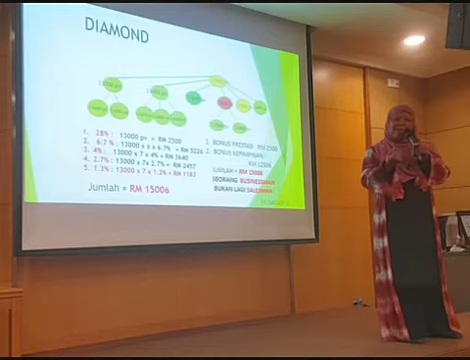 DIAMOND
1. 28% : 13000 pv = RM 2500
2. 6.7 % : 13000 x 6 x 6.7% = RM 5226
3. 4% : 13000 x 7 x 4% = RM 3640
4. 2.7% : 13000 x 7x 2.7% = RM 2457
5. 1.3% : 13000 x 7 x 1.3% = RM 1183
Jumlah = RM 15006
1. BONUS PRESTASI RM 2500
2. BONUS KEPIMPINAN
RM 12506
JUMLAH = RM 15006
SEORANG BUSINESSMAN
BUKAN LAGI SALESMAN